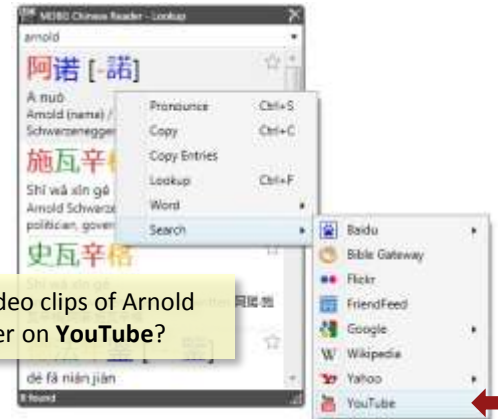 MDBG Chinese Reader - Lookup
arnold
阿诺 [-諾]
Ā nuò
Arnold (name) /
Schwarzenegger
施瓦辛格
Shī wǎ xīn gé
Arnold Schwarze
politician, gover
史瓦辛格
deo clips of Arnold
er on YouTube?
dé fǎ nián jiàn
8 found
Pronounce Ctrl+S
Copy Ctrl+C
Copy Entries
Lookup Ctrl+F
Word
Search
Baidu
Bible Gateway
Flickr
FriendFeed
Google
Wikipedia
Yahoo
YouTube